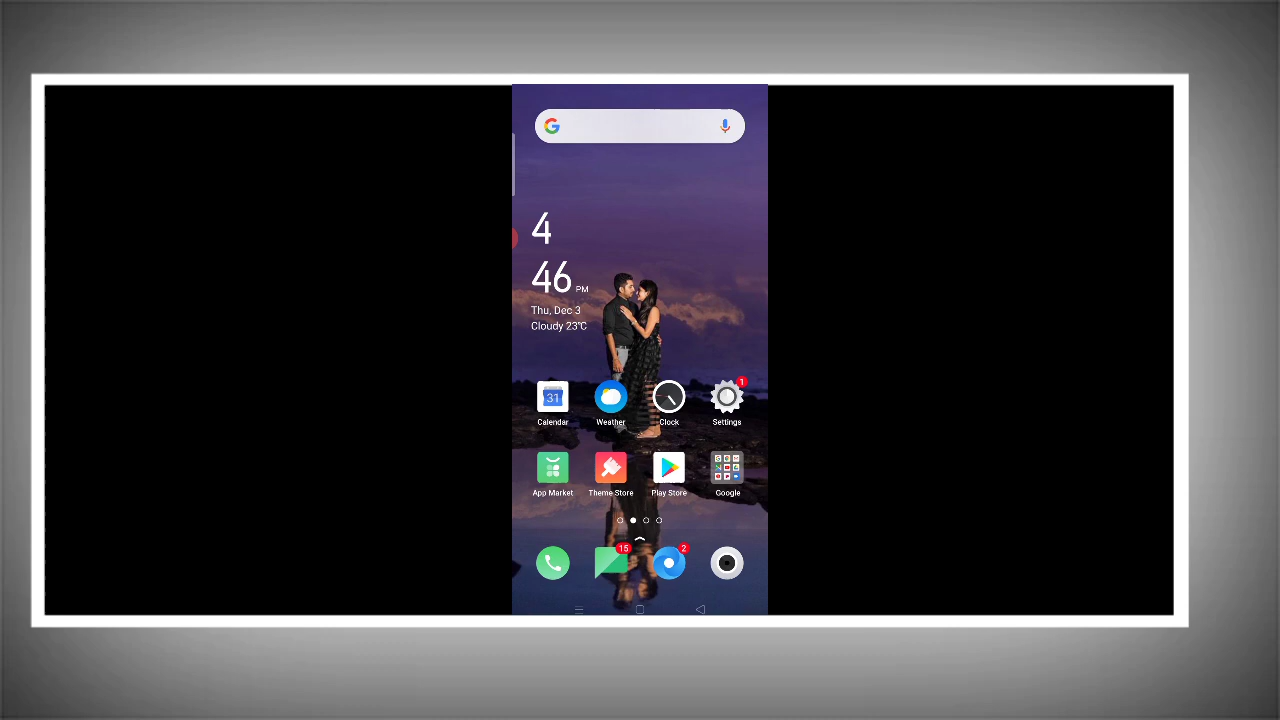 4
46 PM
Thu, Dec 3
Cloudy 23℃
31
1
Calendar
Weather
Clock
Settings
App Market
Theme Store
Play Store
Google
15
2